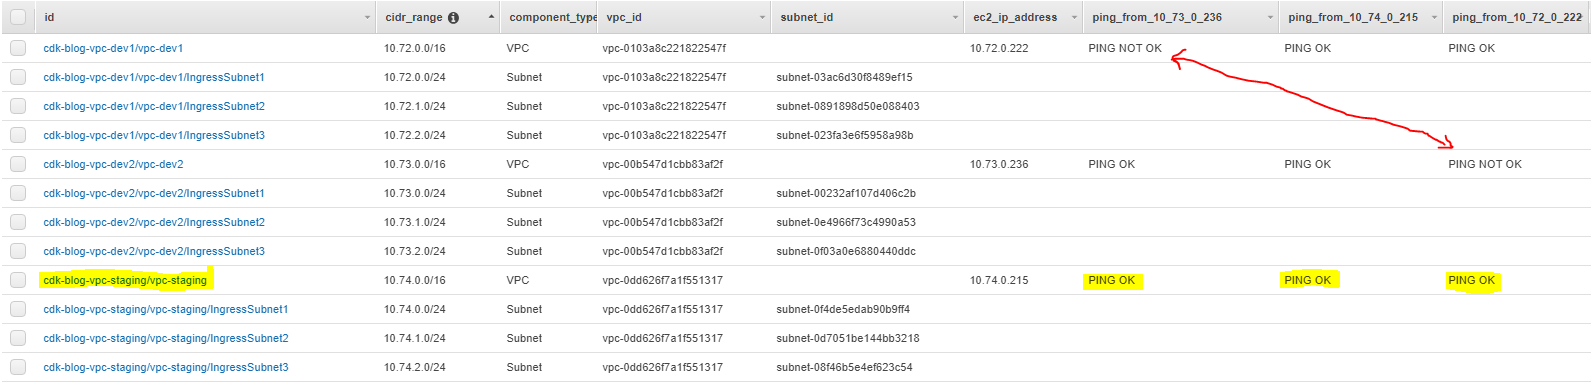 id cidr_range component_type vpc_id subnet_id ec2_ip_address ping_from_10_73_0_236 ping_from_10_74_0_215 ping_from_10_72_0_222
cdk-blog-vpc-dev1/vpc-dev1 10.72.0.0/16 VPC vpc-0103a8c221822547f 10.72.0.222 PING NOT OK PING OK PING OK
cdk-blog-vpc-dev1/vpc-dev1/IngressSubnet1 10.72.0.0/24 Subnet vpc-0103a8c221822547f subnet-03ac6d30f8489ef15
cdk-blog-vpc-dev1/vpc-dev1/IngressSubnet2 10.72.1.0/24 Subnet vpc-0103a8c221822547f subnet-0891898d50e088403
cdk-blog-vpc-dev1/vpc-dev1/IngressSubnet3 10.72.2.0/24 Subnet vpc-0103a8c221822547f subnet-023fa3e6f5958a98b
cdk-blog-vpc-dev2/vpc-dev2 10.73.0.0/16 VPC vpc-00b547d1cbb83af2f 10.73.0.236 PING OK PING OK PING NOT OK
cdk-blog-vpc-dev2/vpc-dev2/IngressSubnet1 10.73.0.0/24 Subnet vpc-00b547d1cbb83af2f subnet-00232af107d406c2b
cdk-blog-vpc-dev2/vpc-dev2/IngressSubnet2 10.73.1.0/24 Subnet vpc-00b547d1cbb83af2f subnet-0e4966f73c4990a53
cdk-blog-vpc-dev2/vpc-dev2/IngressSubnet3 10.73.2.0/24 Subnet vpc-00b547d1cbb83af2f subnet-0f03a0e6880440ddc
cdk-blog-vpc-staging/vpc-staging 10.74.0.0/16 VPC vpc-0dd626f7a1f551317 10.74.0.215 PING OK PING OK PING OK
cdk-blog-vpc-staging/vpc-staging/IngressSubnet1 10.74.0.0/24 Subnet vpc-0dd626f7a1f551317 subnet-0f4de5edab90b9ff4
cdk-blog-vpc-staging/vpc-staging/IngressSubnet2 10.74.1.0/24 Subnet vpc-0dd626f7a1f551317 subnet-0d7051be144bb3218
cdk-blog-vpc-staging/vpc-staging/IngressSubnet3 10.74.2.0/24 Subnet vpc-0dd626f7a1f551317 subnet-08f46b5e4ef623c54